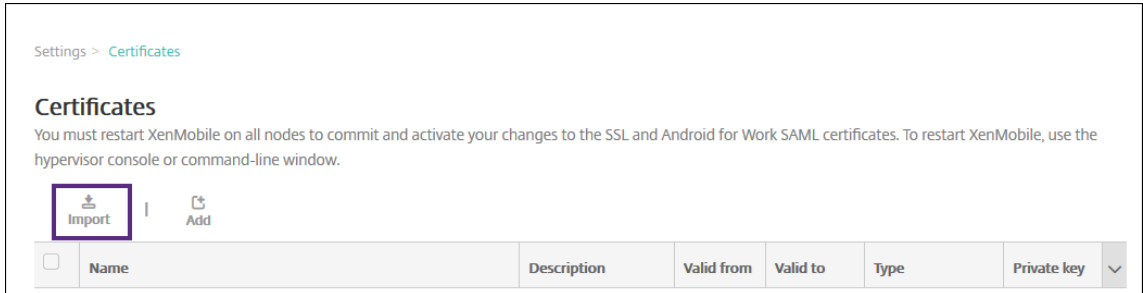 Settings > Certificates
Certificates
You must restart XenMobile on all nodes to commit and activate your changes to the SSL and Android for Work SAML certificates. To restart XenMobile, use the
hypervisor console or command-line window.
Import | Add
Name Description Valid from Valid to Type Private key